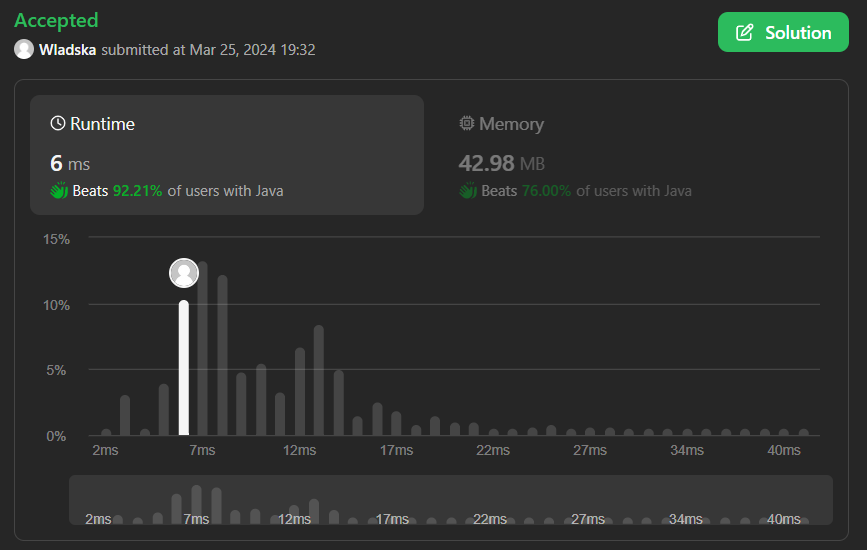 Accepted
Wladska submitted at Mar 25, 2024 19:32
Solution
Runtime
6 ms
Beats 92.21% of users with Java
Memory
42.98 MB
Beats 76.00% of users with Java
15%
10%
5%
0%
2ms 7ms 12ms 17ms 22ms 27ms 34ms 40ms
2ms 7ms 12ms 17ms 22ms 27ms 34ms 40ms